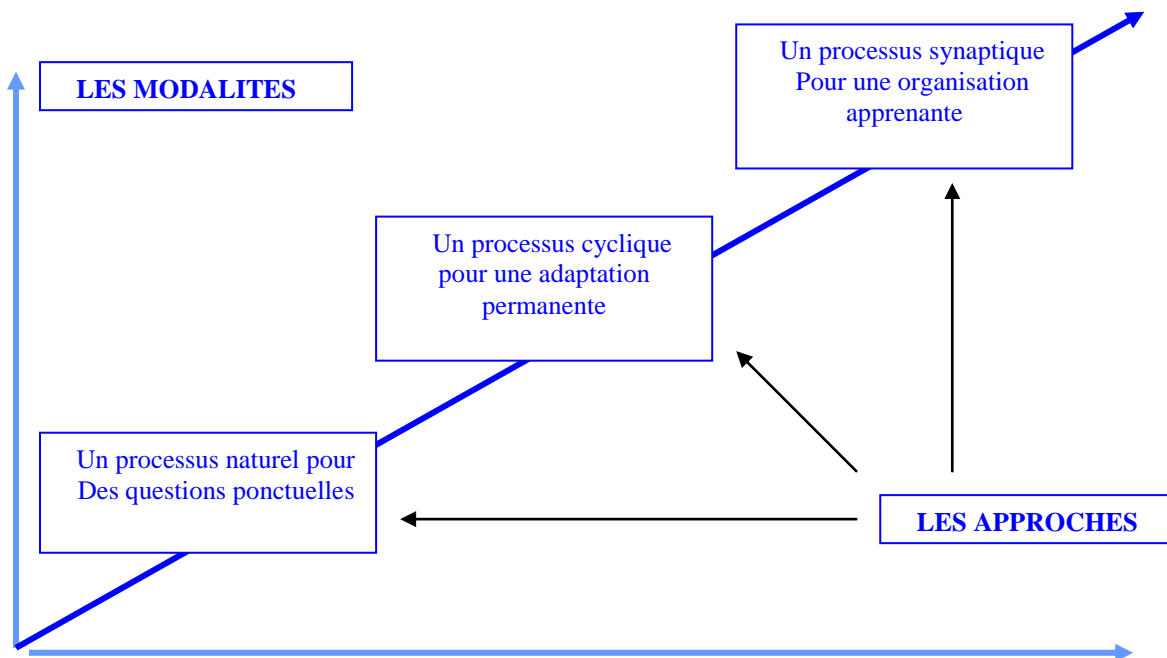 Un processus synaptique
Pour une organisation
apprenante
LES MODALITES
Un processus cyclique
pour une adaptation
permanente
Un processus naturel pour
Des questions ponctuelles
LES APPROCHES